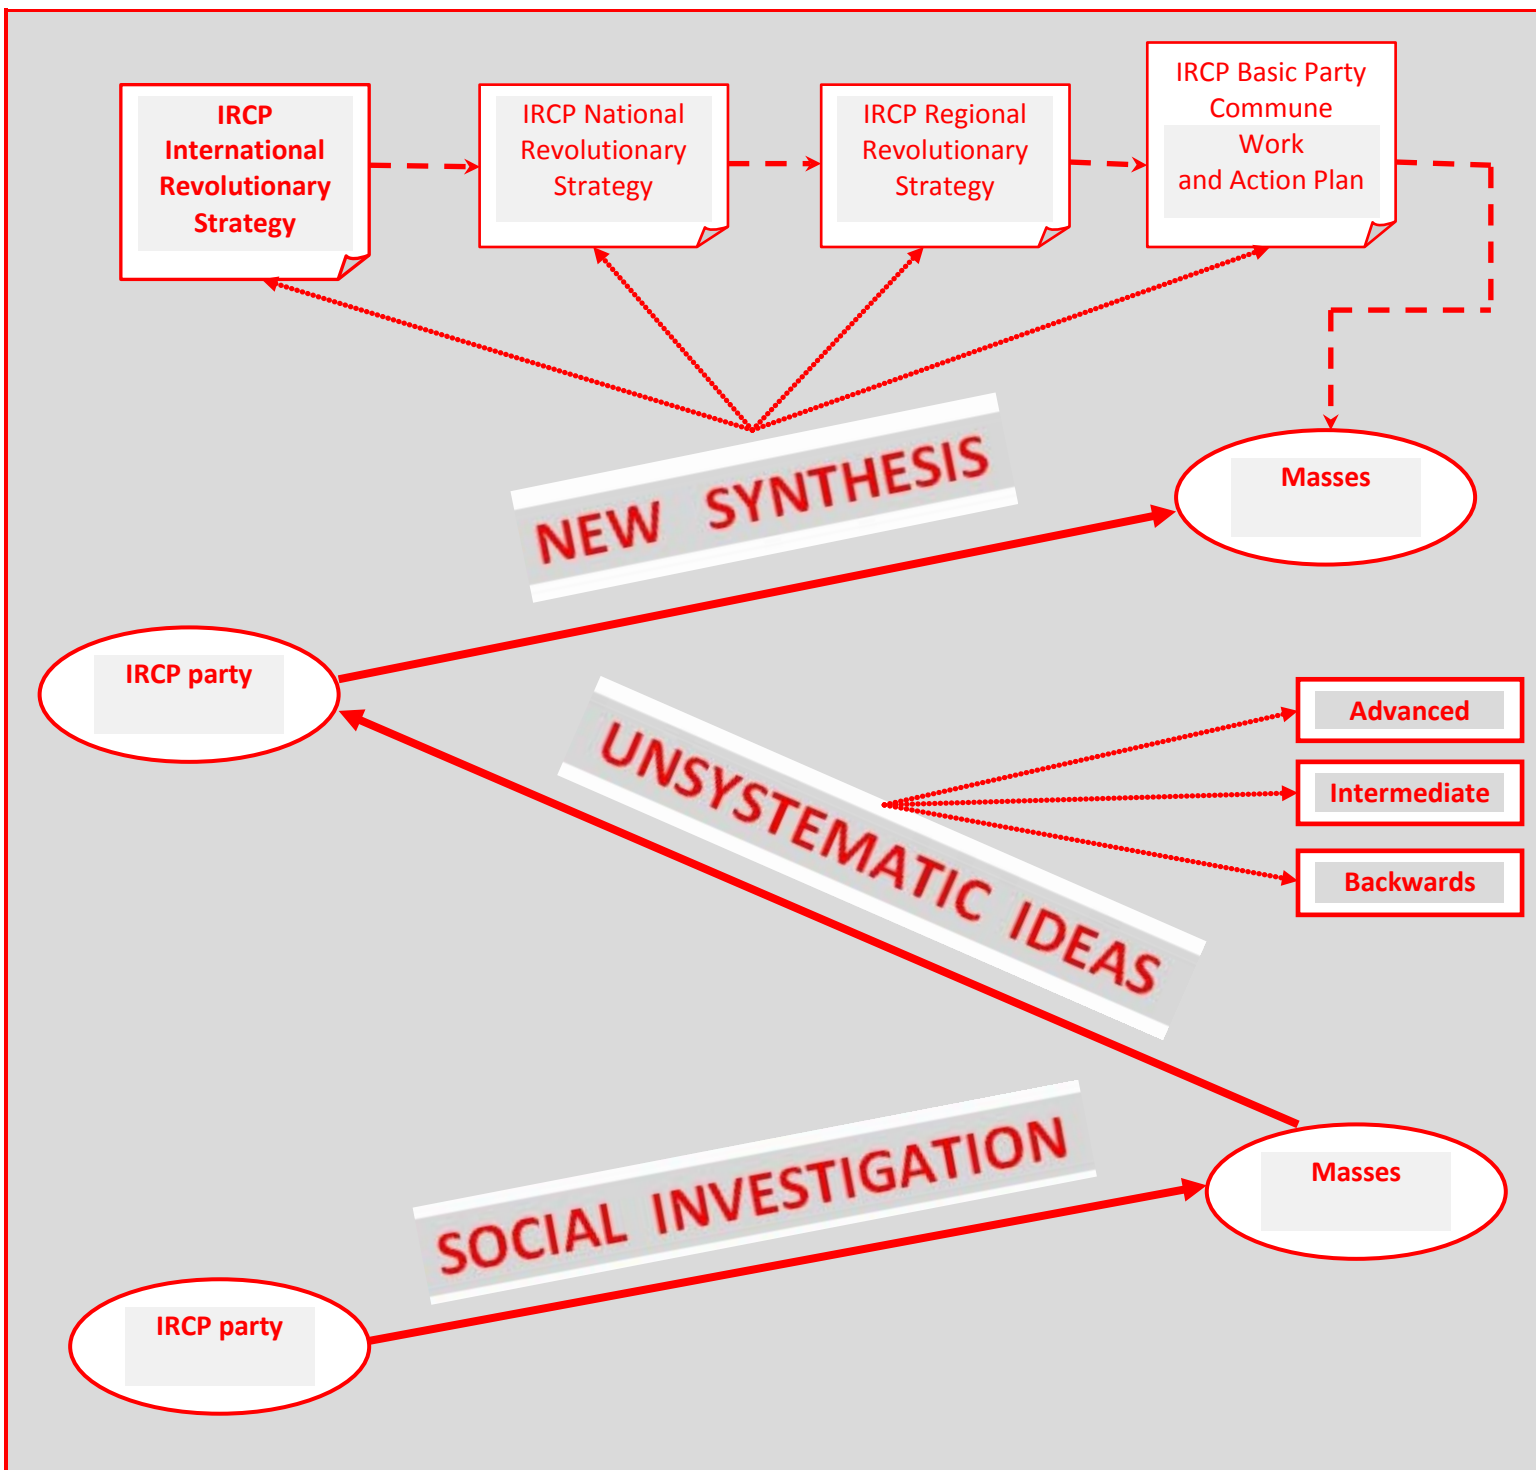 IRCP
International
Revolutionary
Strategy
IRCP National
Revolutionary
Strategy
IRCP Regional
Revolutionary
Strategy
IRCP Basic Party
Commune
Work
and Action Plan
NEW SYNTHESIS
Masses
IRCP party
UNSYSTEMATIC IDEAS
Advanced
Intermediate
Backwards
SOCIAL INVESTIGATION
Masses
IRCP party